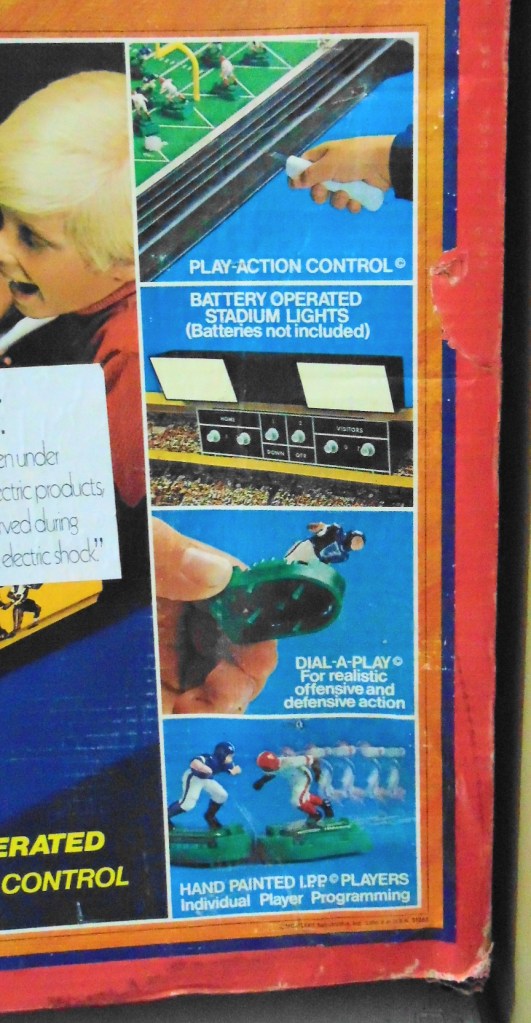 PLAY-ACTION CONTROL©
BATTERY OPERATED
STADIUM LIGHTS
(Batteries not included)
HOME
VISITORS
DOWN
QTR
en under
ectric products,
ved during
electric shock."
DIAL-A-PLAY©
For realistic
offensive and
defensive action
ERATED
CONTROL
HAND PAINTED I.P.P.© PLAYERS
Individual Player Programming